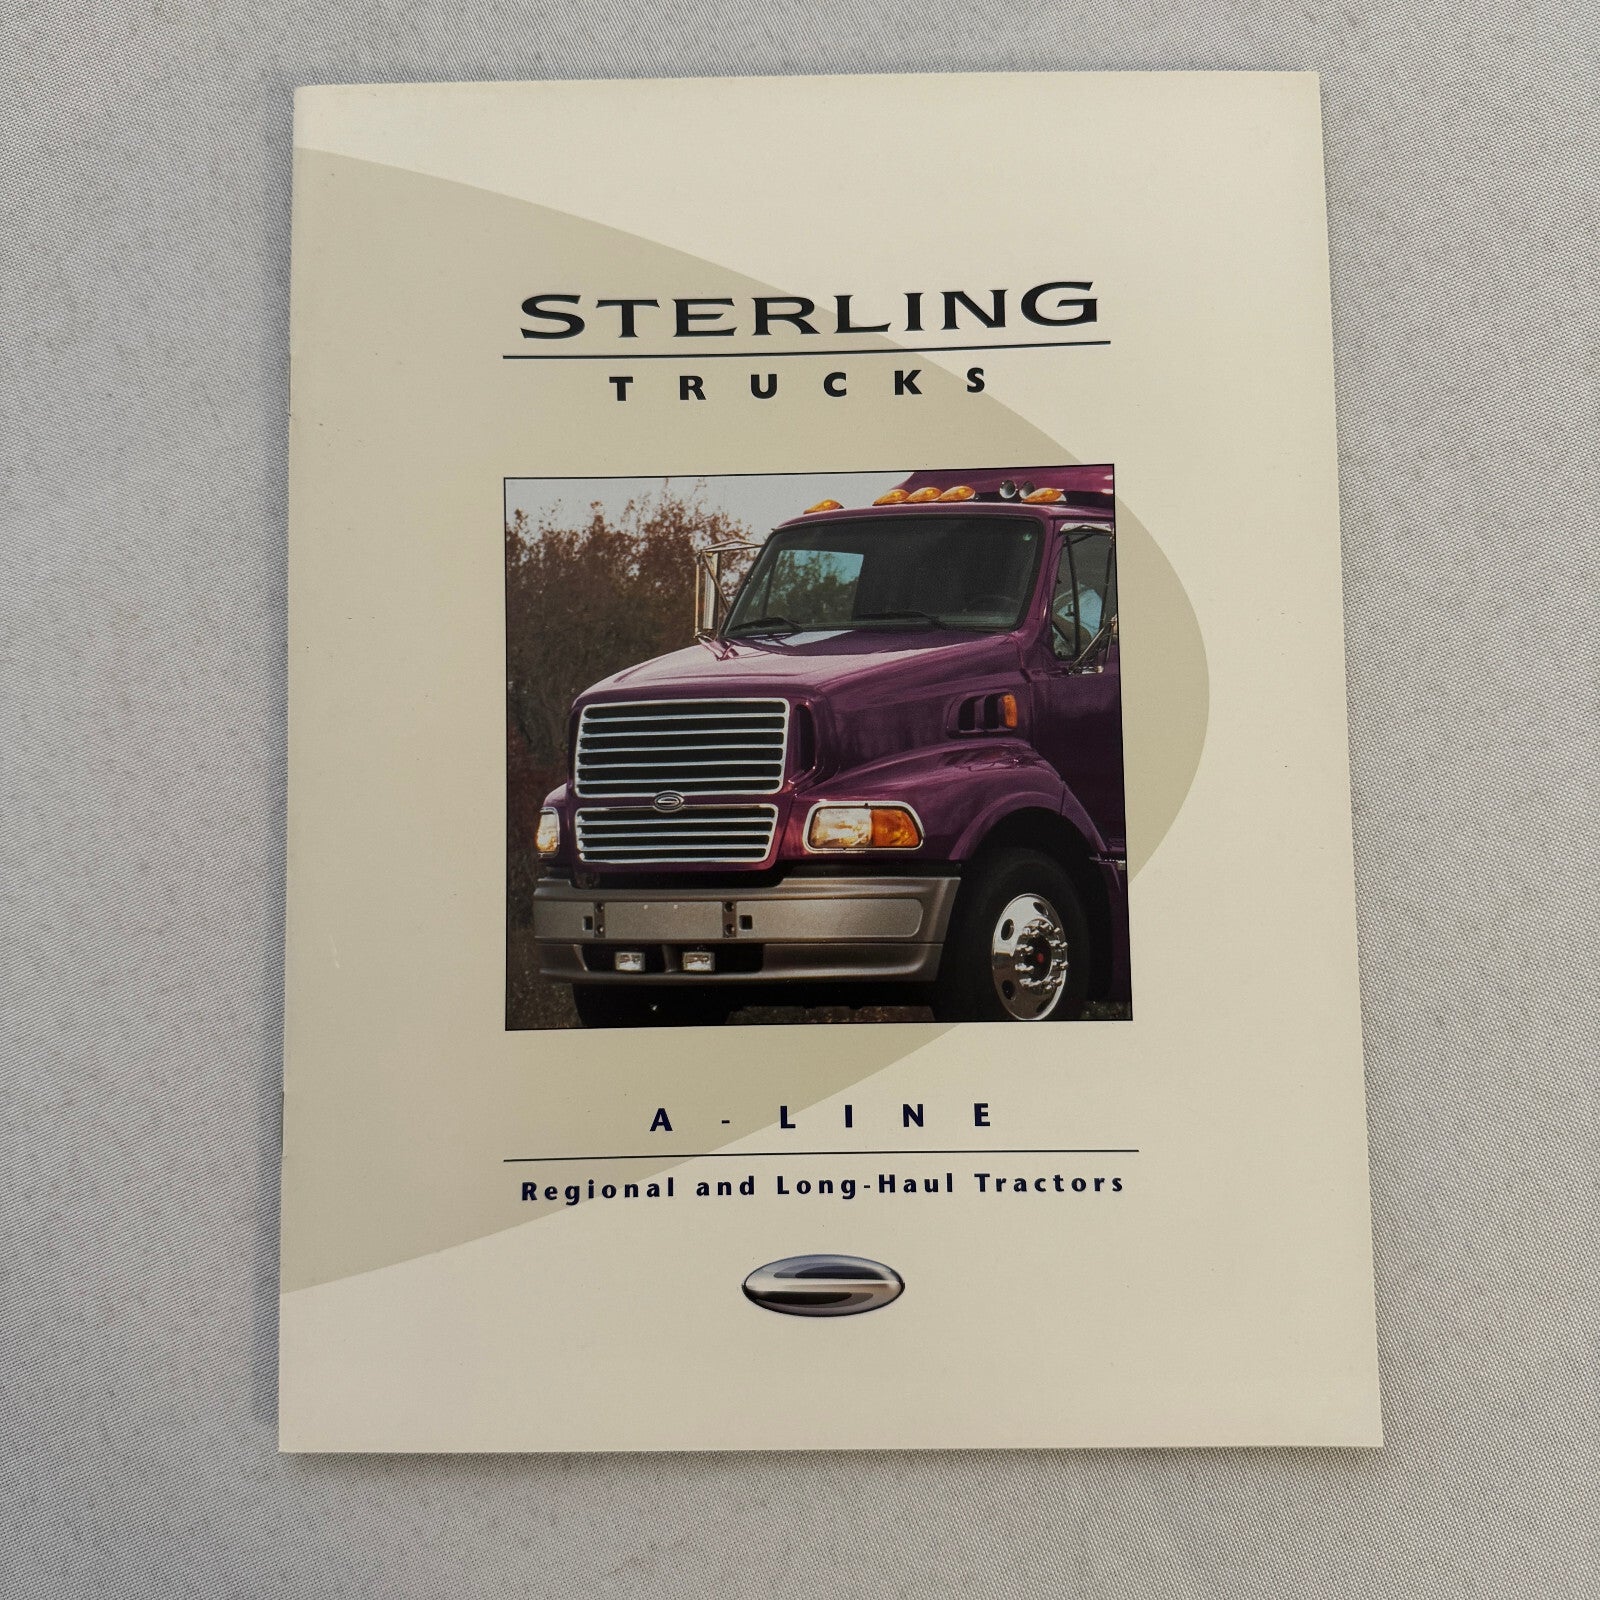 STERLING
TRUCKS
A-LINE
Regional and Long-Haul Tractors